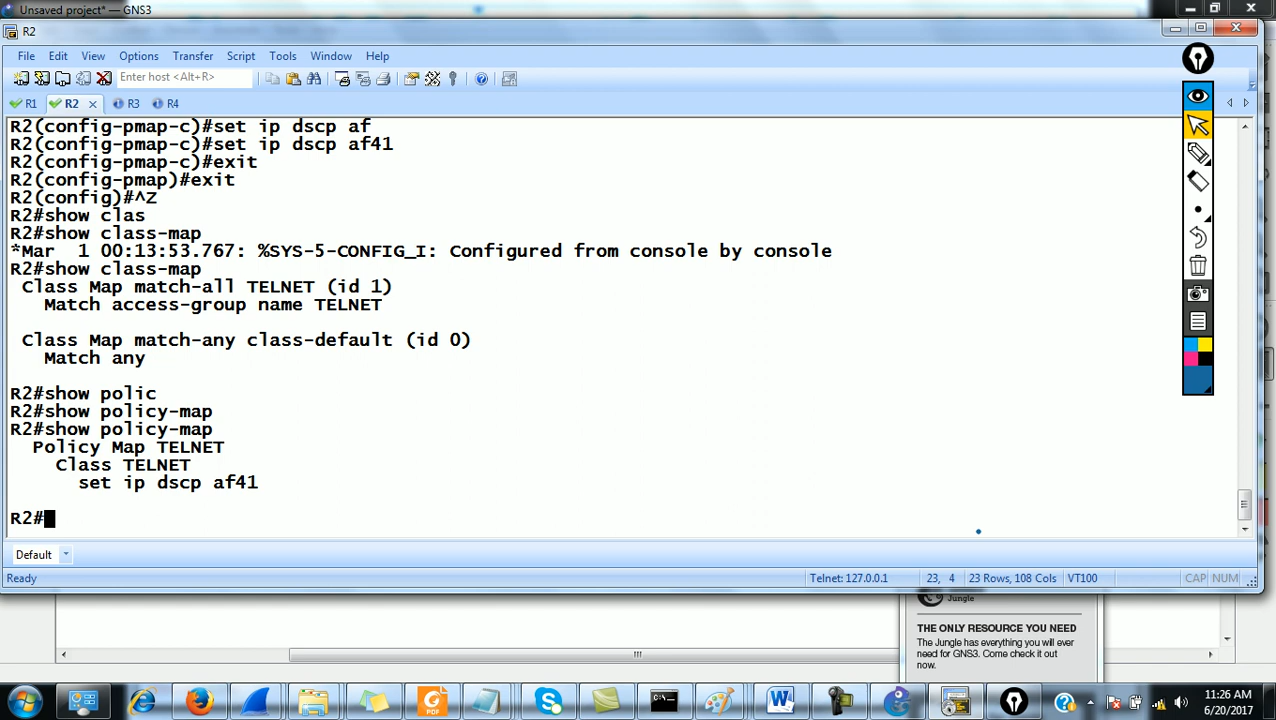 Unsaved project* — GNS3
R2
File Edit View Options Transfer Script Tools Window Help
Enter host <Alt+R>
R1 R2 R3 R4
R2(config-pmap-c)#set ip dscp af
R2(config-pmap-c)#set ip dscp af41
R2(config-pmap-c)#exit
R2(config-pmap)#exit
R2(config)#^Z
R2#show clas
R2#show class-map
*Mar  1 00:13:53.767: %SYS-5-CONFIG_I: Configured from console by console
R2#show class-map
Class Map match-all TELNET (id 1)
Match access-group name TELNET
Class Map match-any class-default (id 0)
Match any
R2#show polic
R2#show policy-map
R2#show policy-map
Policy Map TELNET
Class TELNET
set ip dscp af41
R2#
Default
Ready Telnet: 127.0.0.1 23, 4 23 Rows, 108 Cols VT100 CAP NUM
Jungle
THE ONLY RESOURCE YOU NEED
The Jungle has everything you will ever
need for GNS3. Come check it out
now.
PDF
11:26 AM
6/20/2017